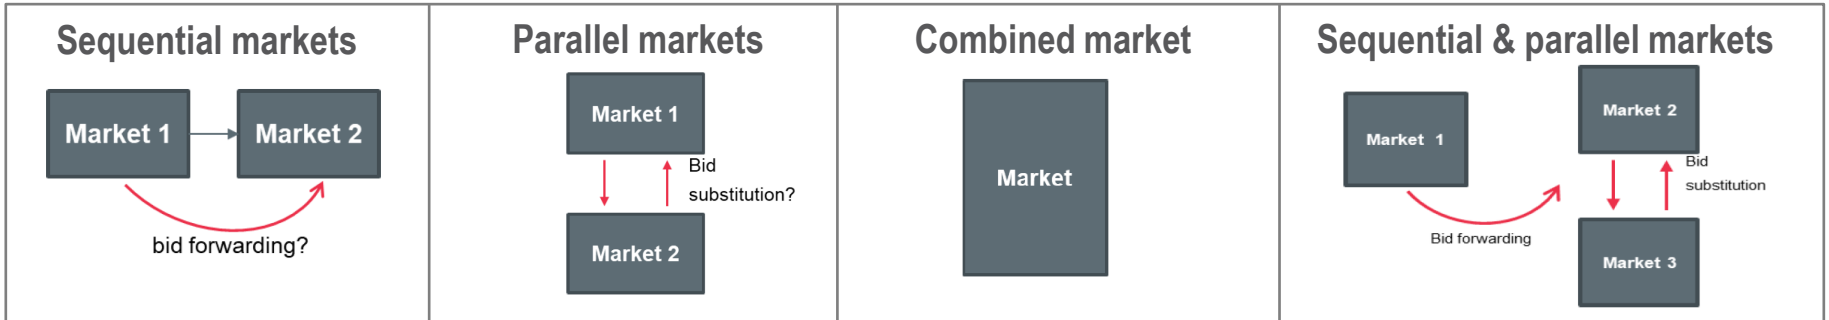 Sequential markets
Market 1
Market 2
bid forwarding?
Parallel markets
Market 1
Bid
substitution?
Market 2
Combined market
Market
Sequential & parallel markets
Market 1
Market 2
Bid
substitution
Bid forwarding
Market 3